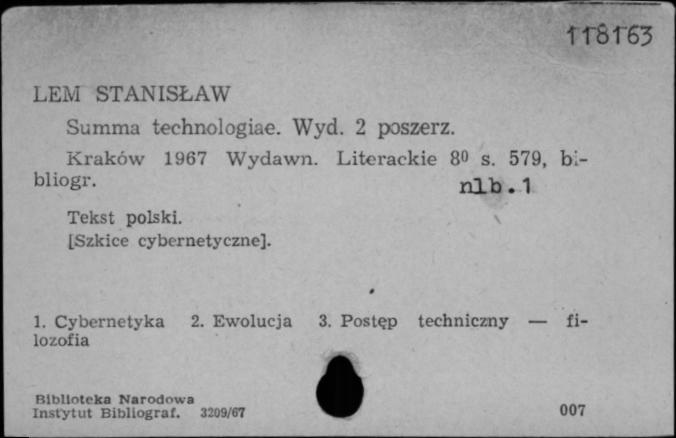 118163
LEM STANISŁAW
Summa technologiae. Wyd. 2 poszerz.
Kraków 1967 Wydawn. Literackie 8⁰ s. 579, bi-
bliogr. nlb.1
Tekst polski.
[Szkice cybernetyczne].
1. Cybernetyka 2. Ewolucja 3. Postęp techniczny — fi-
lozofia
Biblioteka Narodowa
Instytut Bibliograf. 3209/67 007